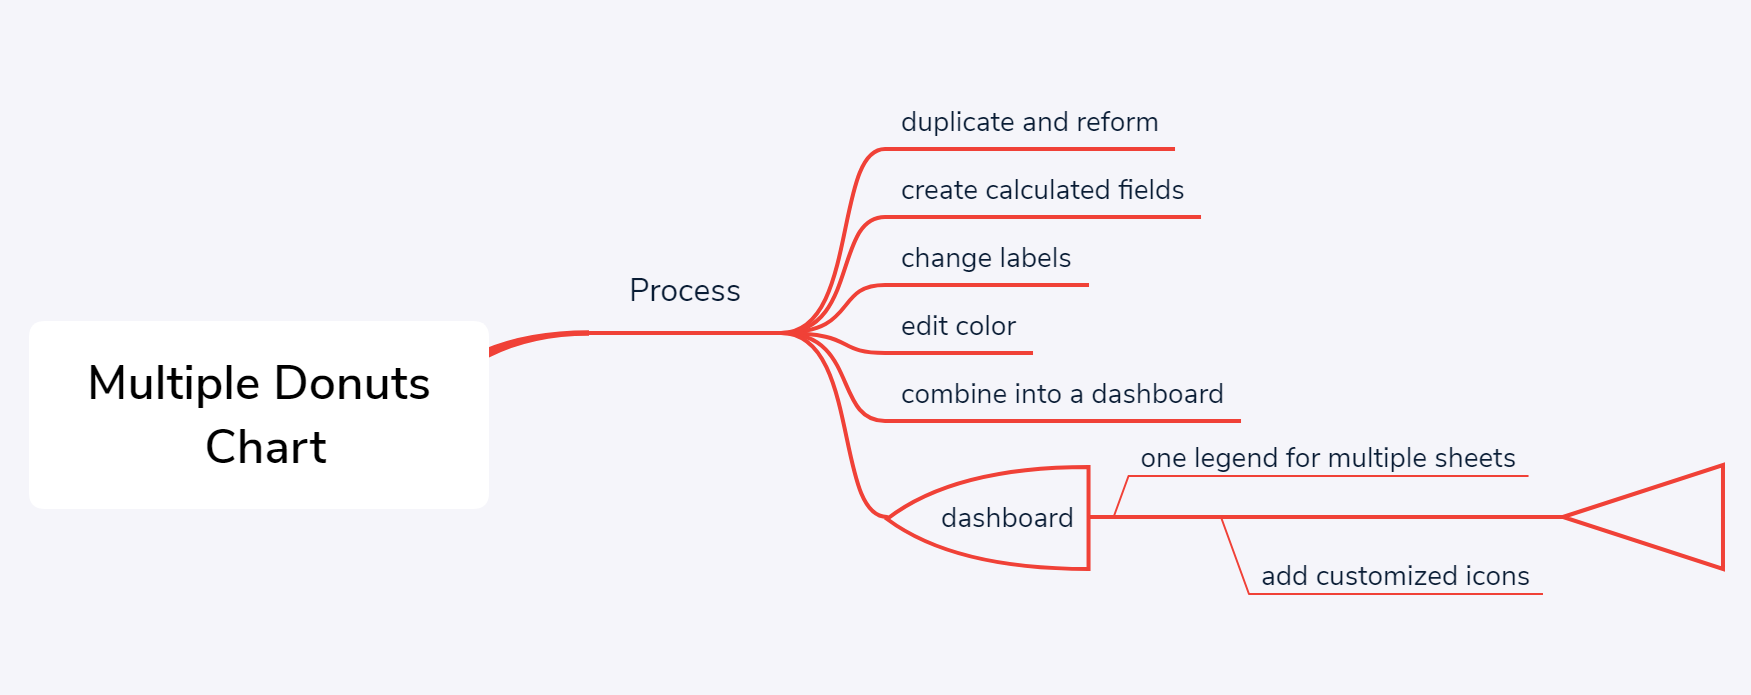 Multiple Donuts
Chart
Process
duplicate and reform
create calculated fields
change labels
edit color
combine into a dashboard
dashboard
one legend for multiple sheets
add customized icons